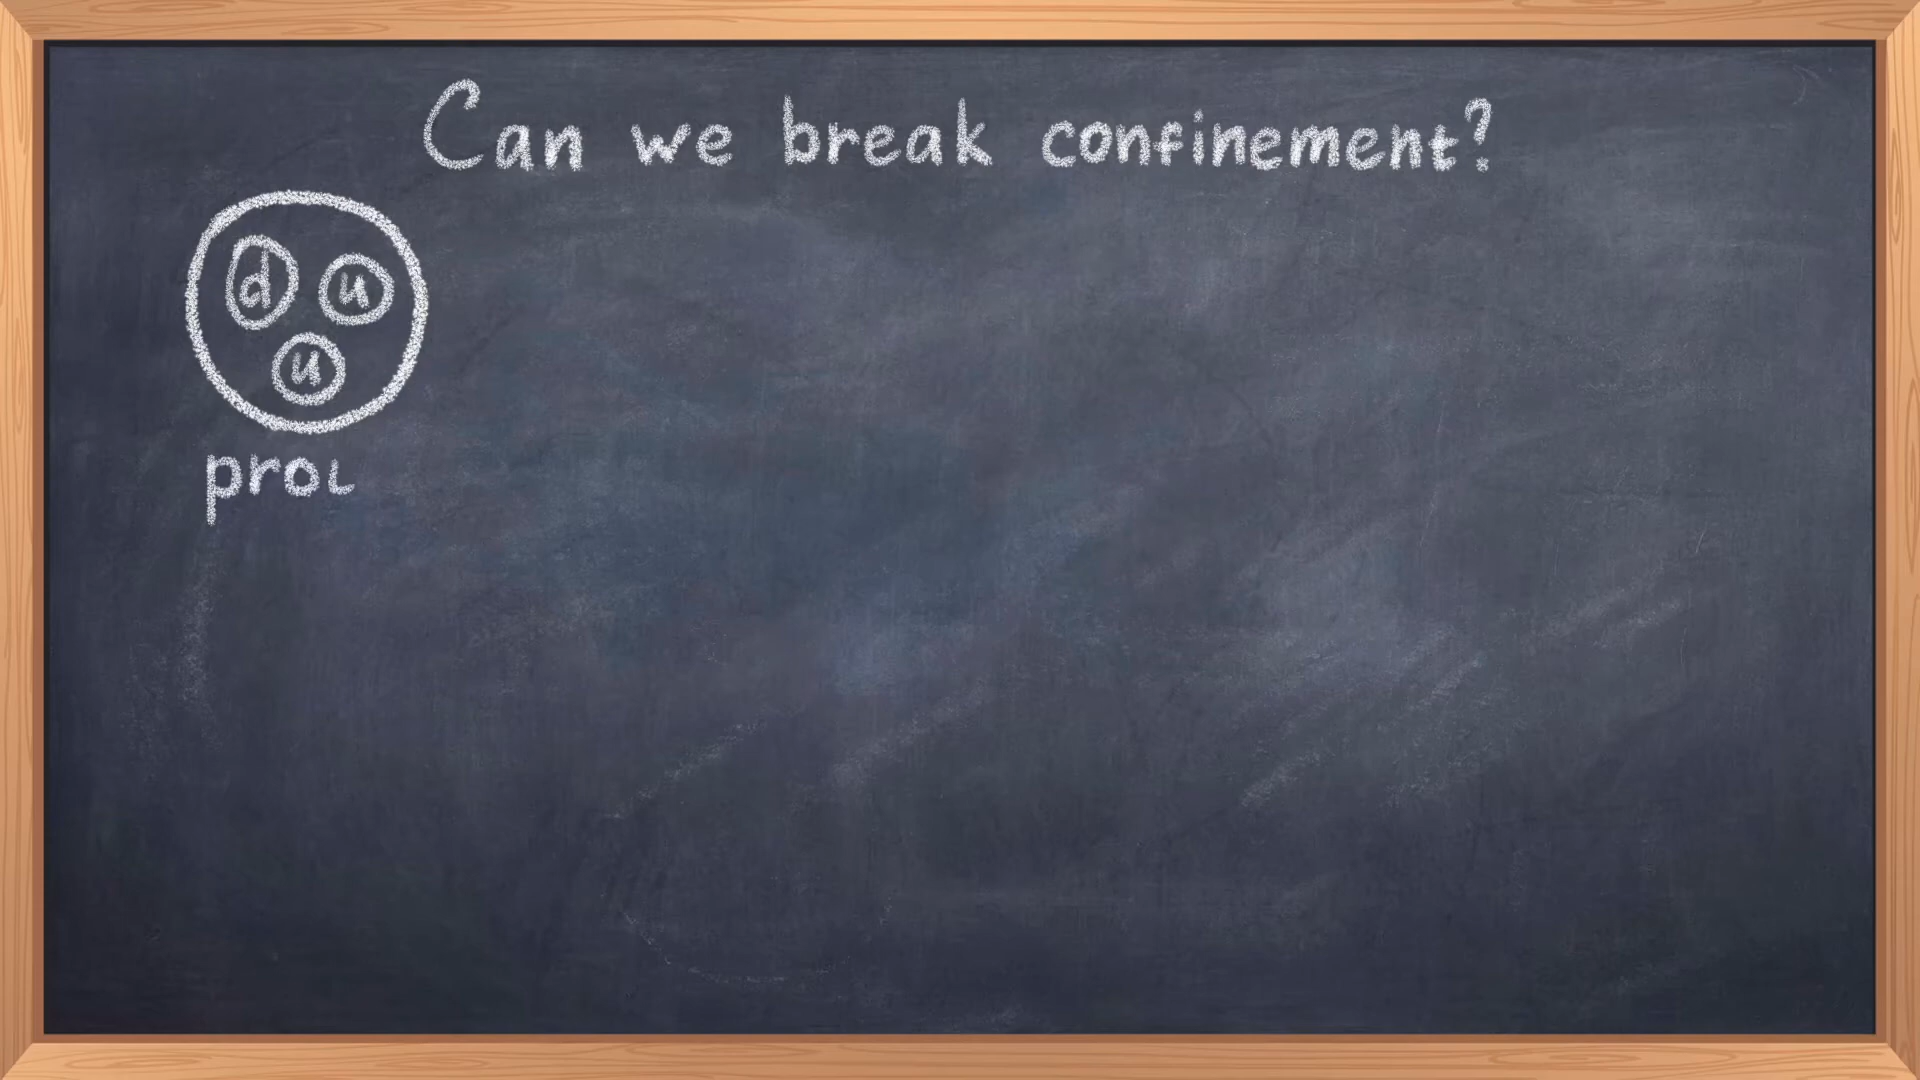 Can we break confinement?
d u
u
pro